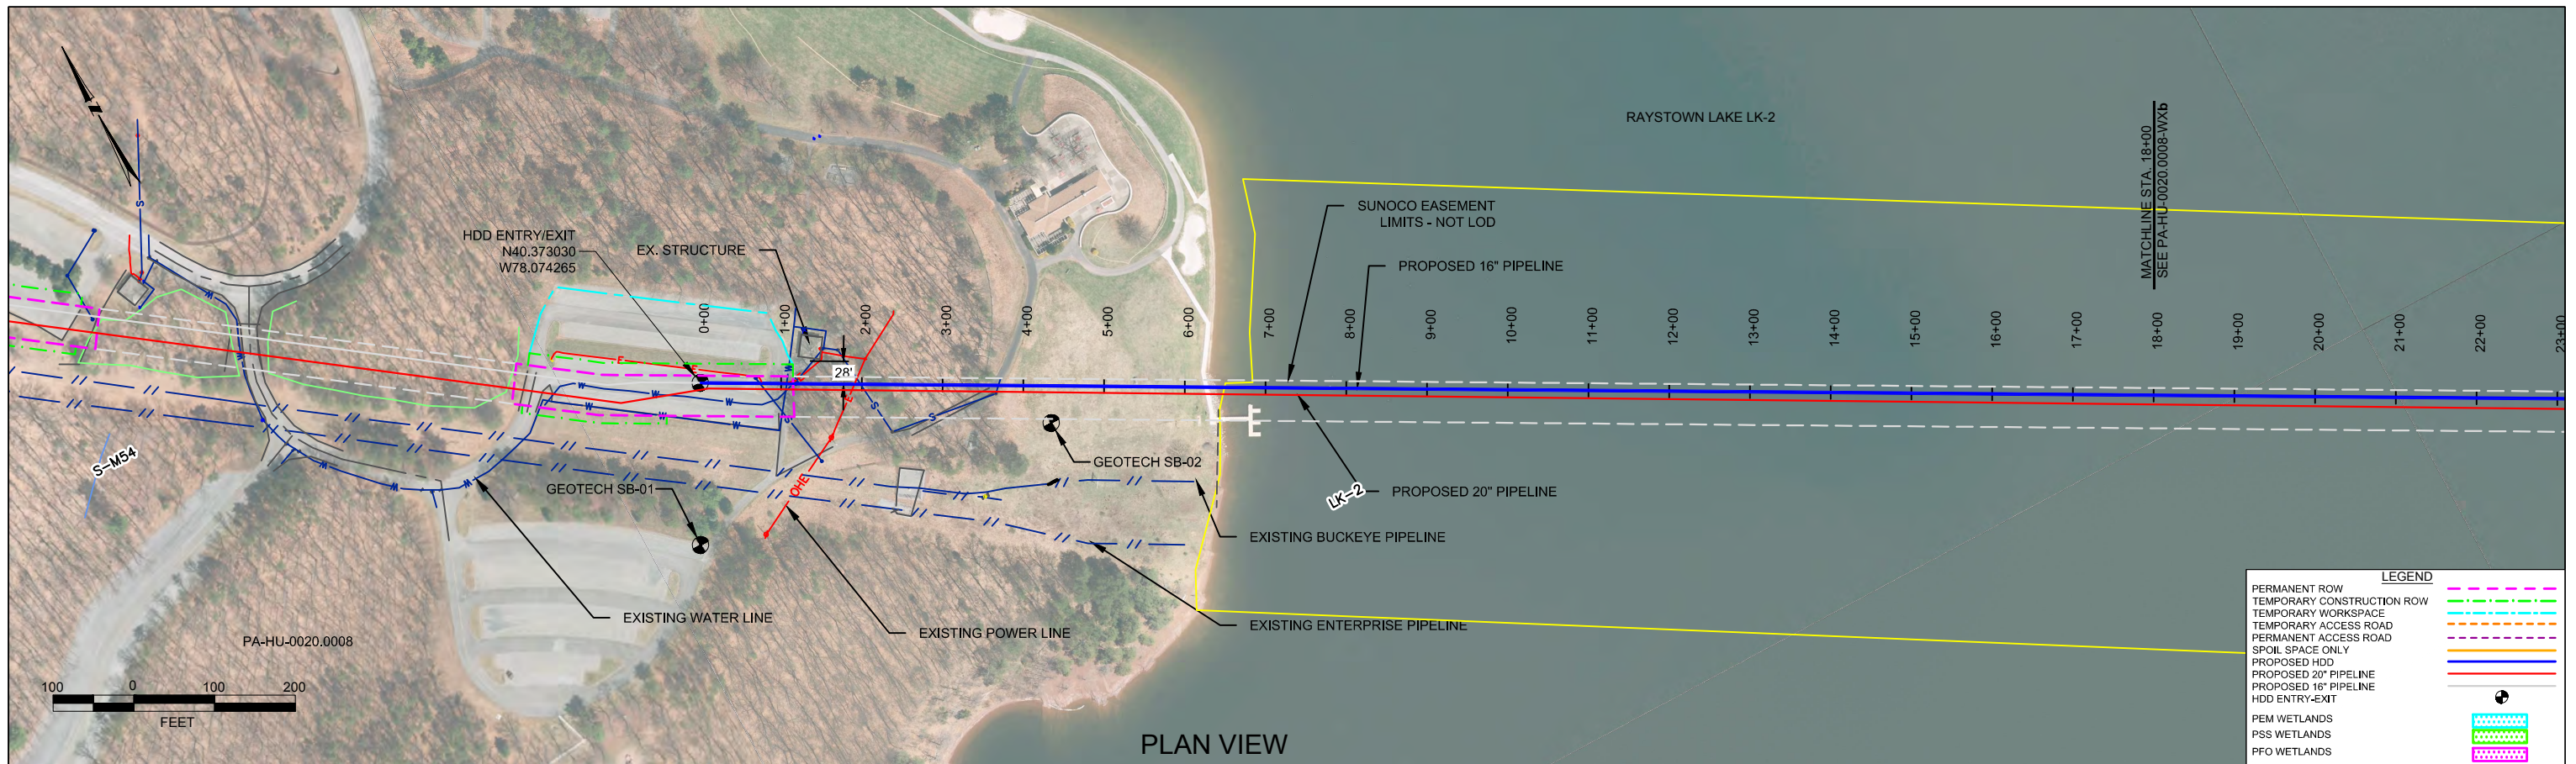 RAYSTOWN LAKE LK-2
MATCHLINE STA. 18+00
SEE PA-HU-0020.0008-WXb
SUNOCO EASEMENT
LIMITS - NOT LOD
HDD ENTRY/EXIT
N40.373030
W78.074265
EX. STRUCTURE
PROPOSED 16" PIPELINE
0+00
1+00
2+00
3+00
4+00
5+00
6+00
7+00
8+00
9+00
10+00
11+00
12+00
13+00
14+00
15+00
16+00
17+00
18+00
19+00
20+00
21+00
22+00
23+00
28'
S
S
S
E
E
E
W
W
W
W
W
W
W
W
W
W
W
W
S-M54
GEOTECH SB-02
GEOTECH SB-01
OHE
LK-2
PROPOSED 20" PIPELINE
EXISTING BUCKEYE PIPELINE
EXISTING WATER LINE
EXISTING POWER LINE
EXISTING ENTERPRISE PIPELINE
PA-HU-0020.0008
100 0 100 200
FEET
PLAN VIEW
LEGEND
PERMANENT ROW
TEMPORARY CONSTRUCTION ROW
TEMPORARY WORKSPACE
TEMPORARY ACCESS ROAD
PERMANENT ACCESS ROAD
SPOIL SPACE ONLY
PROPOSED HDD
PROPOSED 20" PIPELINE
PROPOSED 16" PIPELINE
HDD ENTRY-EXIT
PEM WETLANDS
PSS WETLANDS
PFO WETLANDS